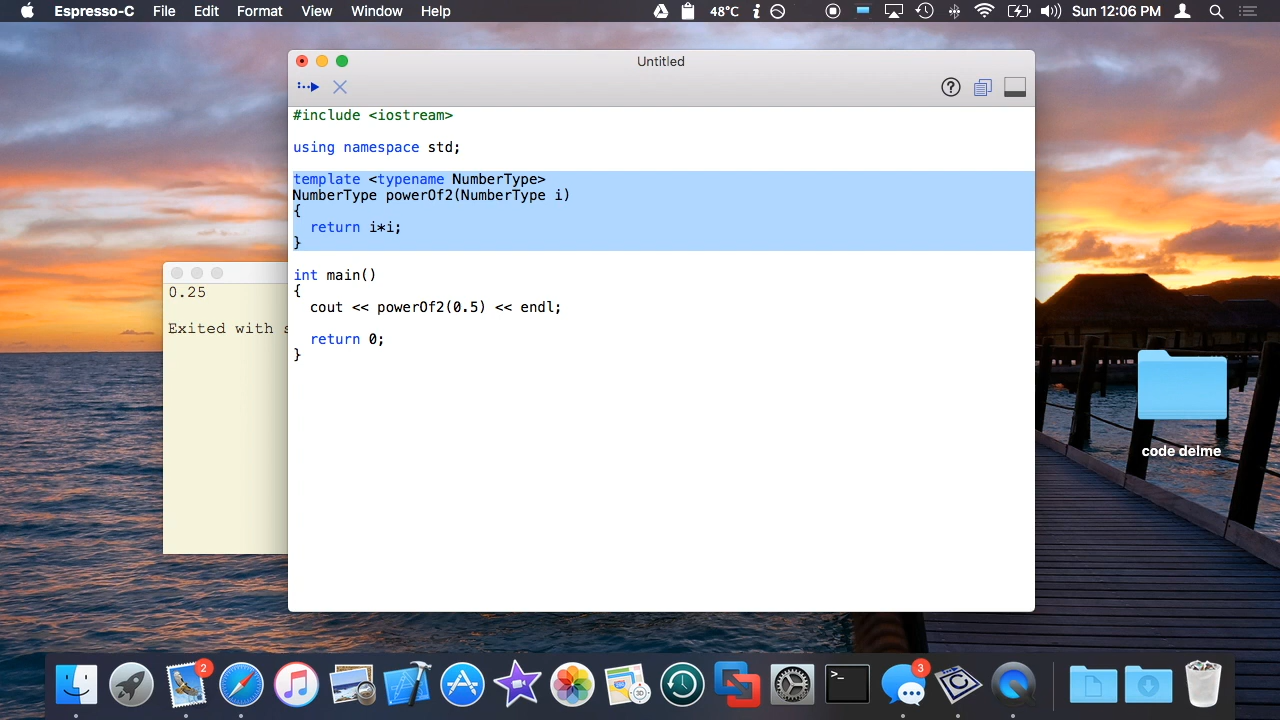 Espresso-C File Edit Format View Window Help 48°C Sun 12:06 PM
Untitled
#include <iostream>
using namespace std;
template <typename NumberType>
NumberType powerOf2(NumberType i)
{
return i*i;
}
int main()
{
cout << powerOf2(0.5) << endl;
return 0;
}
0.25
Exited with
code delme
2
3